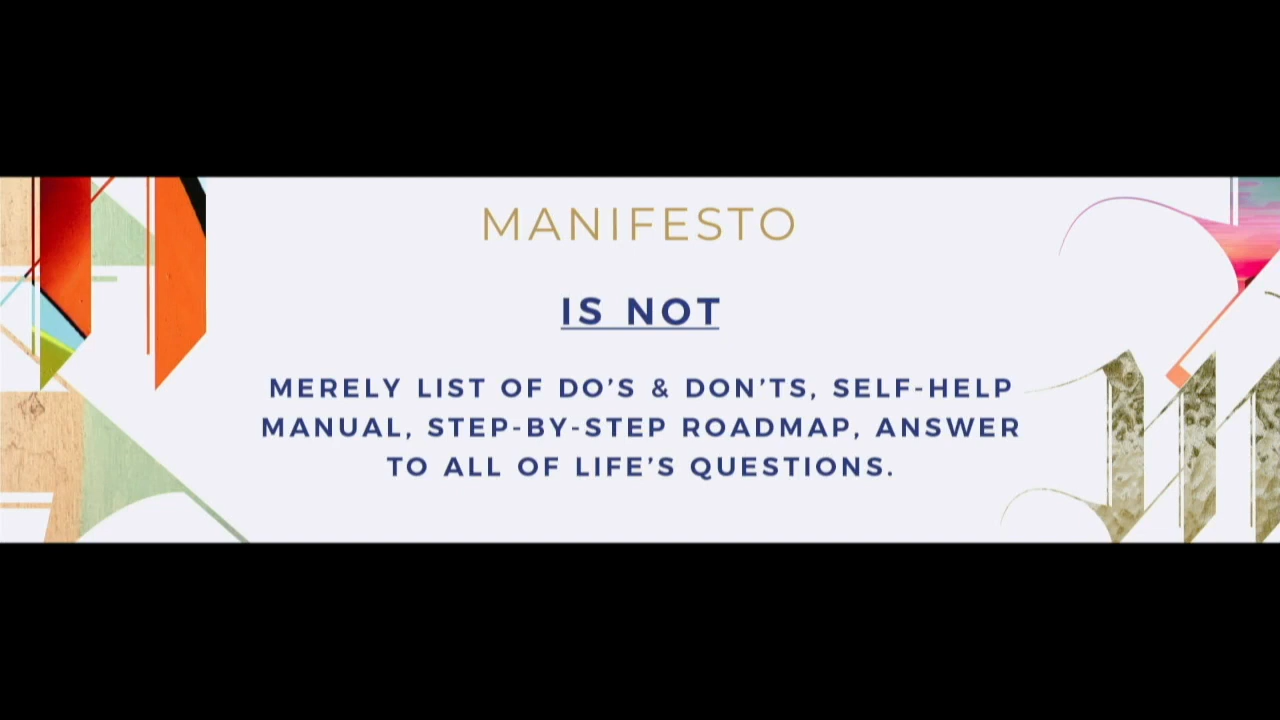 MANIFESTO
IS NOT
MERELY LIST OF DO’S & DON’TS, SELF-HELP
MANUAL, STEP-BY-STEP ROADMAP, ANSWER
TO ALL OF LIFE’S QUESTIONS.